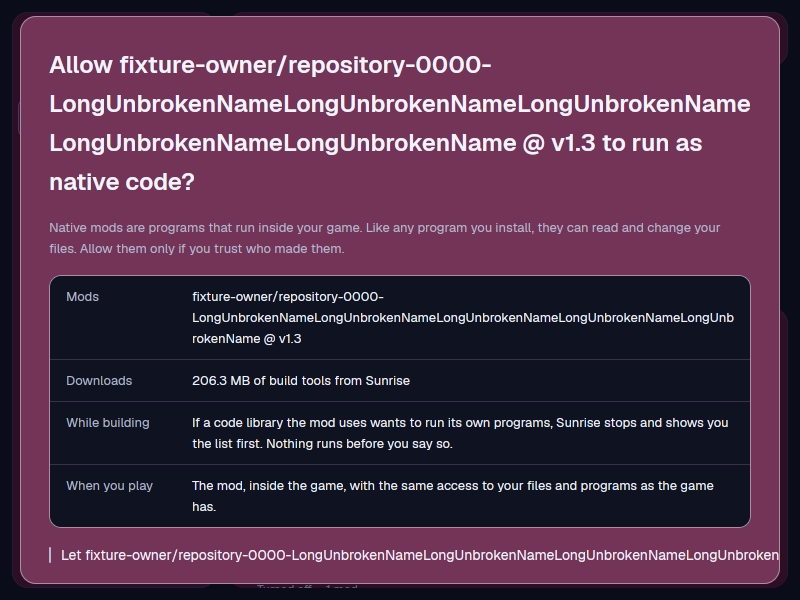 Allow fixture-owner/repository-0000-
LongUnbrokenNameLongUnbrokenNameLongUnbrokenName
LongUnbrokenNameLongUnbrokenName @ v1.3 to run as
native code?
Native mods are programs that run inside your game. Like any program you install, they can read and change your
files. Allow them only if you trust who made them.
Mods
fixture-owner/repository-0000-
LongUnbrokenNameLongUnbrokenNameLongUnbrokenNameLongUnbrokenNameLongUnb
rokenName @ v1.3
Downloads
206.3 MB of build tools from Sunrise
While building
If a code library the mod uses wants to run its own programs, Sunrise stops and shows you
the list first. Nothing runs before you say so.
When you play
The mod, inside the game, with the same access to your files and programs as the game
has.
Let fixture-owner/repository-0000-LongUnbrokenNameLongUnbrokenNameLongUnbrokenNameLongUnbroken